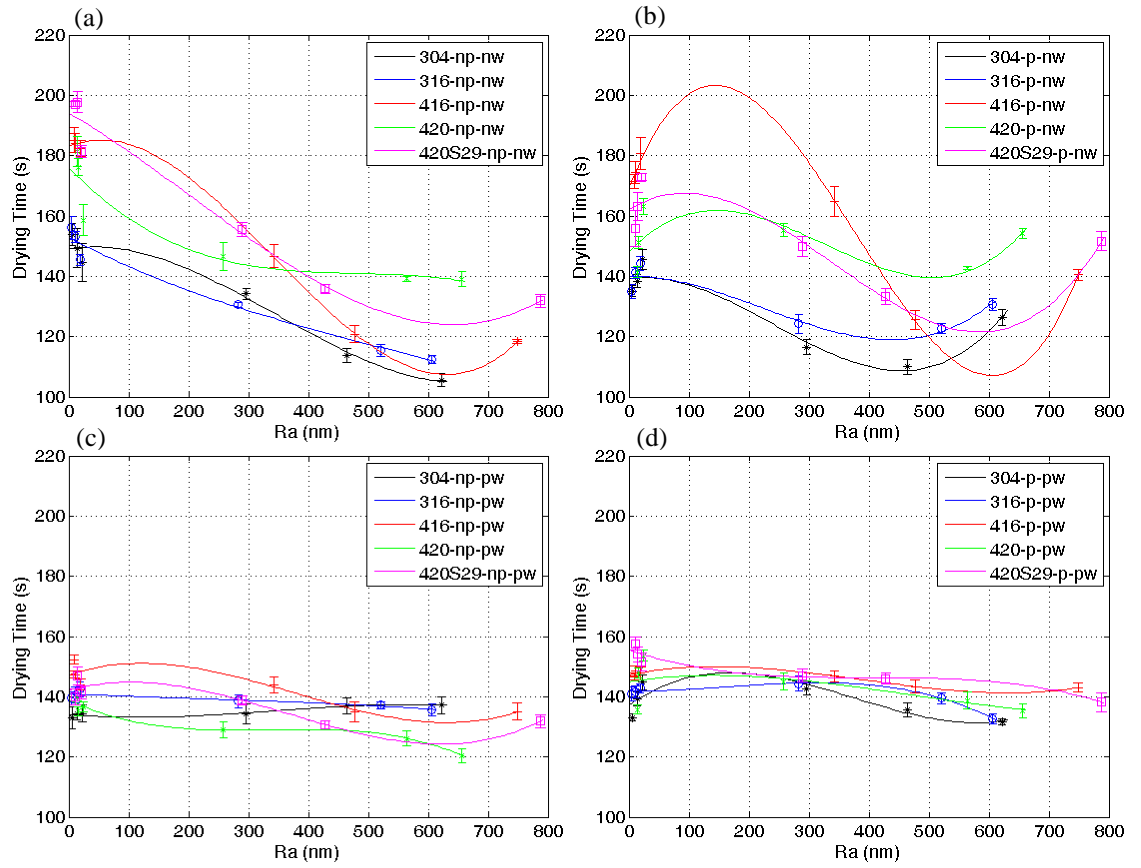 (a)
220
200
180
160
140
120
100
Drying Time (s)
0 100 200 300 400 500 600 700 800
Ra (nm)
304-np-nw
316-np-nw
416-np-nw
420-np-nw
420S29-np-nw
(b)
220
200
180
160
140
120
100
Drying Time (s)
0 100 200 300 400 500 600 700 800
Ra (nm)
304-p-nw
316-p-nw
416-p-nw
420-p-nw
420S29-p-nw
(c)
220
200
180
160
140
120
100
Drying Time (s)
0 100 200 300 400 500 600 700 800
Ra (nm)
304-np-pw
316-np-pw
416-np-pw
420-np-pw
420S29-np-pw
(d)
220
200
180
160
140
120
100
Drying Time (s)
0 100 200 300 400 500 600 700 800
Ra (nm)
304-p-pw
316-p-pw
416-p-pw
420-p-pw
420S29-p-pw